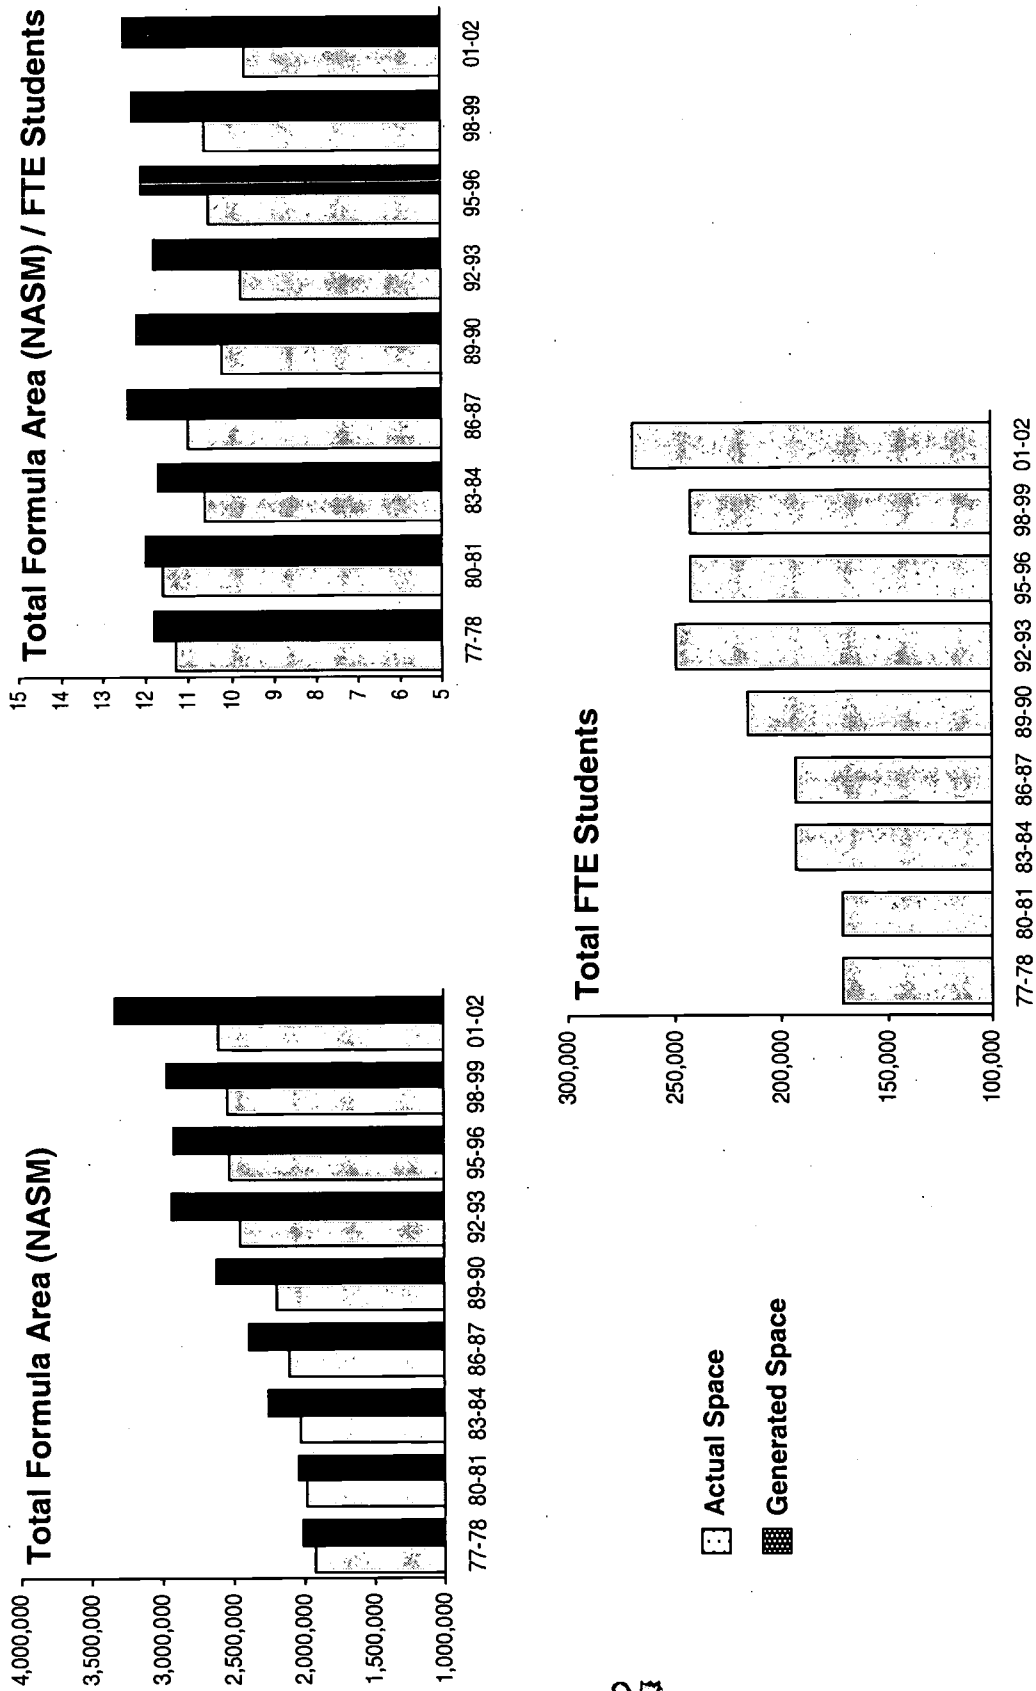 Total Formula Area (NASM)
4,000,000
3,500,000
3,000,000
2,500,000
2,000,000
1,500,000
1,000,000
77-78 80-81 83-84 86-87 89-90 92-93 95-96 98-99 01-02
Total Formula Area (NASM) / FTE Students
15
14
13
12
11
10
9
8
7
6
5
77-78 80-81 83-84 86-87 89-90 92-93 95-96 98-99 01-02
Total FTE Students
300,000
250,000
200,000
150,000
100,000
77-78 80-81 83-84 86-87 89-90 92-93 95-96 98-99 01-02
Actual Space
Generated Space